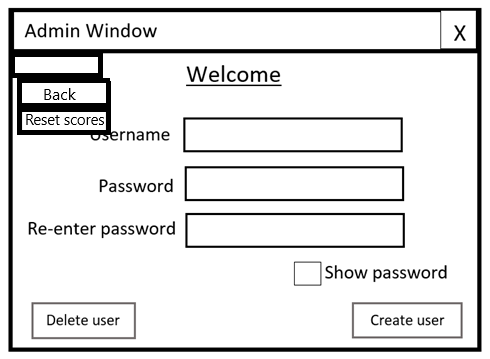 Admin Window X
Welcome
Back
Reset scores
Username
Password
Re-enter password
Show password
Delete user
Create user